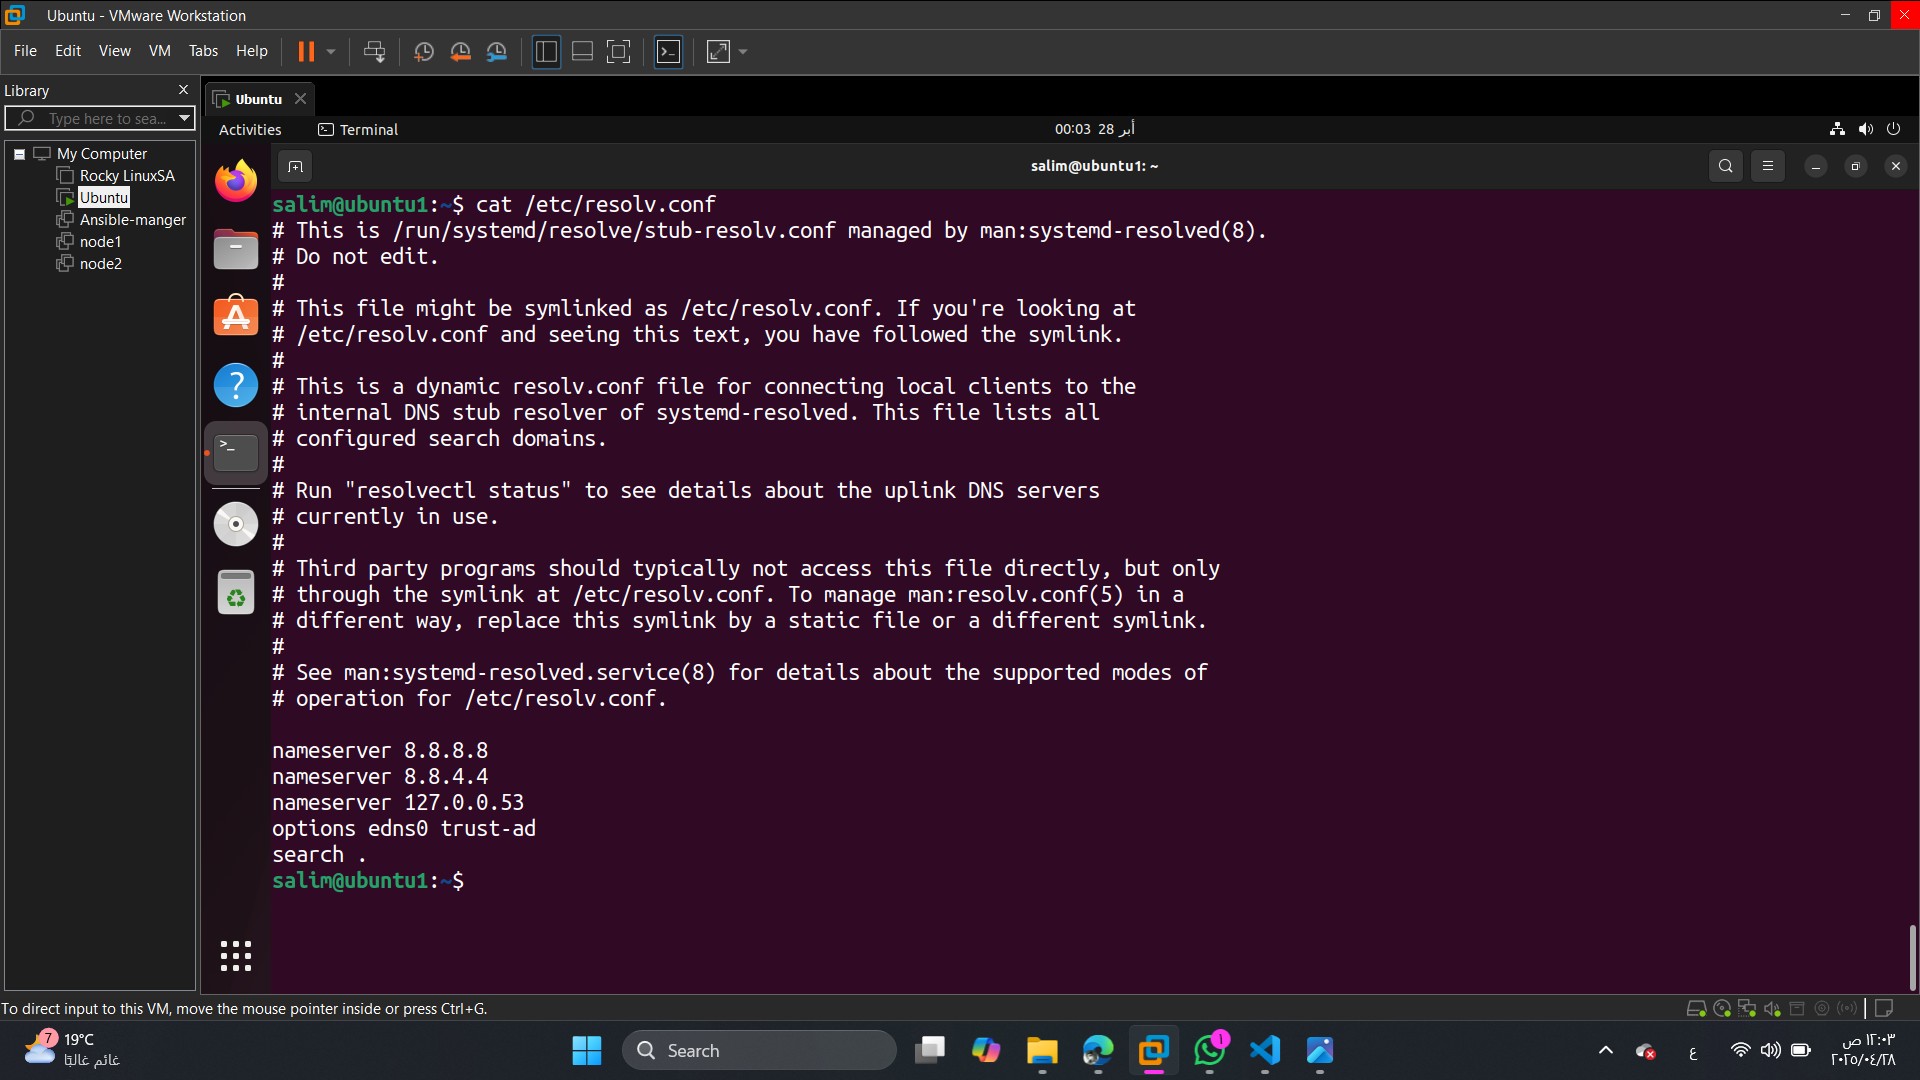 Ubuntu - VMware Workstation
File Edit View VM Tabs Help
Library
Type here to sea...
My Computer
Rocky LinuxSA
Ubuntu
Ansible-manger
node1
node2
Ubuntu
Activities
Terminal
أبر 28 00:03
salim@ubuntu1: ~
salim@ubuntu1:~$ cat /etc/resolv.conf
# This is /run/systemd/resolve/stub-resolv.conf managed by man:systemd-resolved(8).
# Do not edit.
#
# This file might be symlinked as /etc/resolv.conf. If you're looking at
# /etc/resolv.conf and seeing this text, you have followed the symlink.
#
# This is a dynamic resolv.conf file for connecting local clients to the
# internal DNS stub resolver of systemd-resolved. This file lists all
# configured search domains.
#
# Run "resolvectl status" to see details about the uplink DNS servers
# currently in use.
#
# Third party programs should typically not access this file directly, but only
# through the symlink at /etc/resolv.conf. To manage man:resolv.conf(5) in a
# different way, replace this symlink by a static file or a different symlink.
#
# See man:systemd-resolved.service(8) for details about the supported modes of
# operation for /etc/resolv.conf.
nameserver 8.8.8.8
nameserver 8.8.4.4
nameserver 127.0.0.53
options edns0 trust-ad
search .
salim@ubuntu1:~$
To direct input to this VM, move the mouse pointer inside or press Ctrl+G.
7
19°C
غائم غالبًا
Search
١
ع
١٢:٠٣ ص
٢٠٢٥/٠٤/٢٨